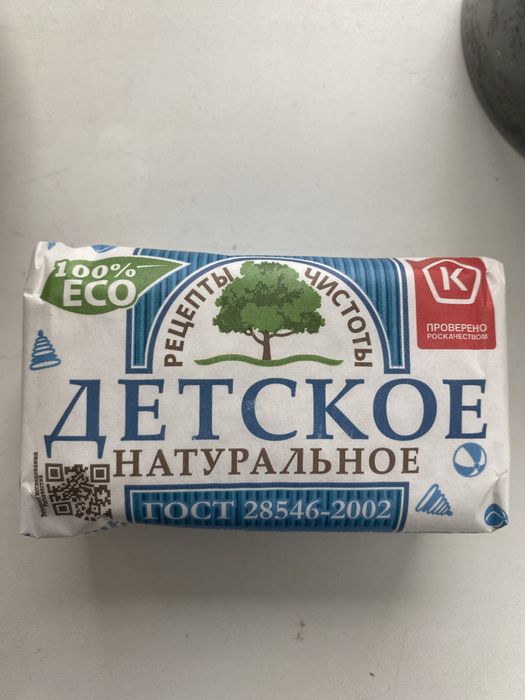 100%
ECO
РЕЦЕПТЫ ЧИСТОТЫ
К
ПРОВЕРЕНО
РОСКАЧЕСТВОМ
ДЕТСКОЕ
НАТУРАЛЬНОЕ
ГОСТ 28546-2002